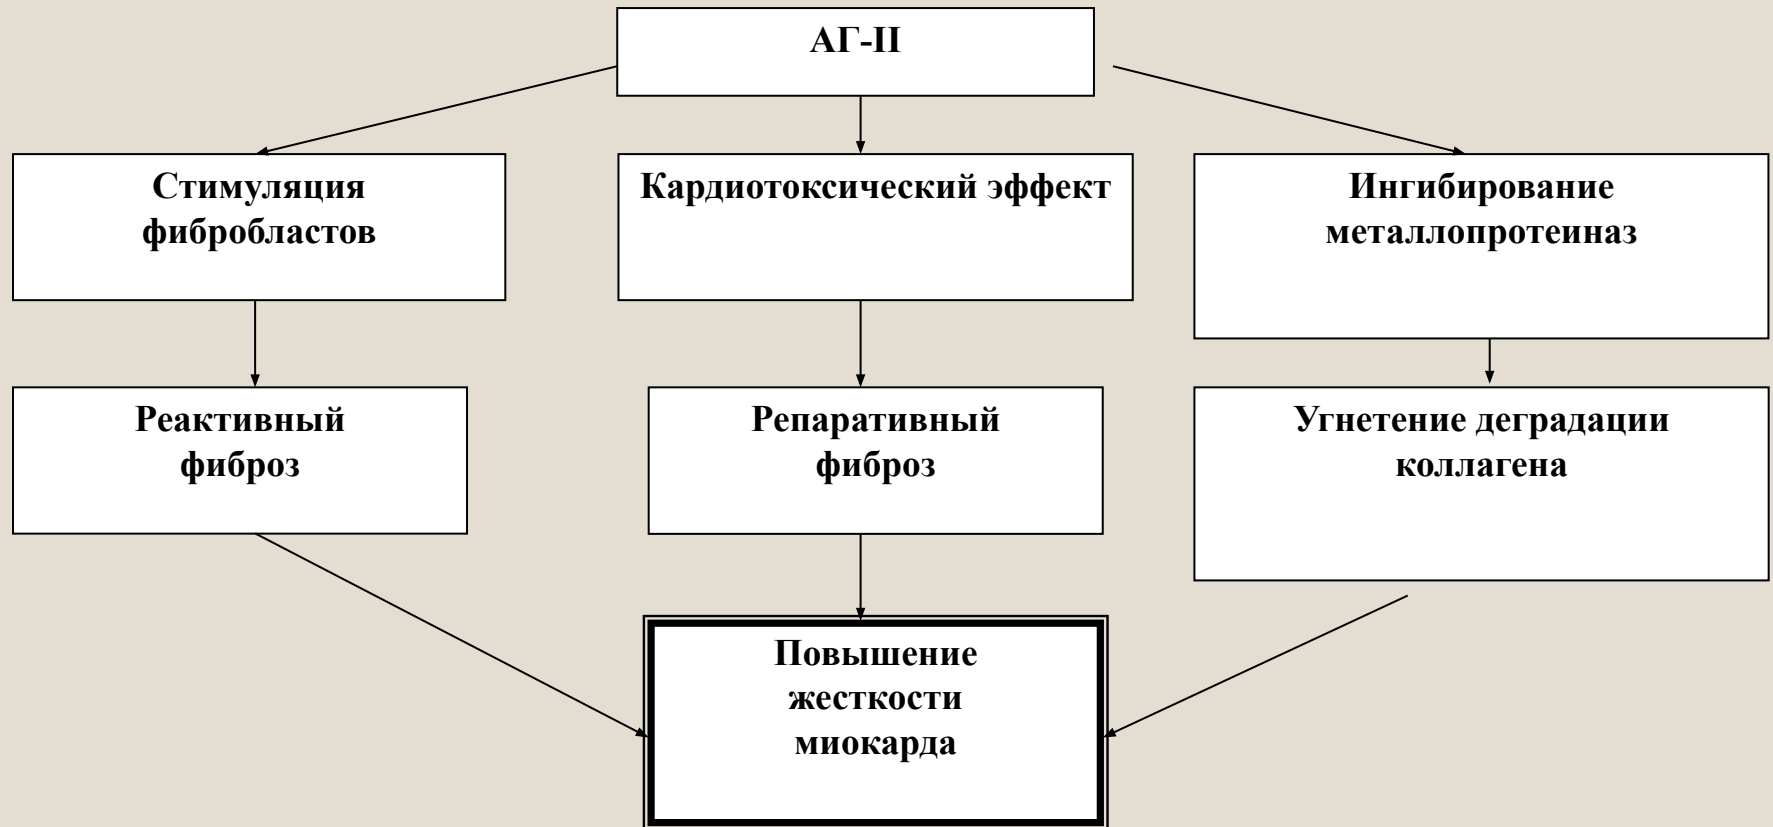 АГ-II
Стимуляция
фибробластов
Кардиотоксический эффект
Ингибирование
металлопротеиназ
Реактивный
фиброз
Репаративный
фиброз
Угнетение деградации
коллагена
Повышение
жесткости
миокарда